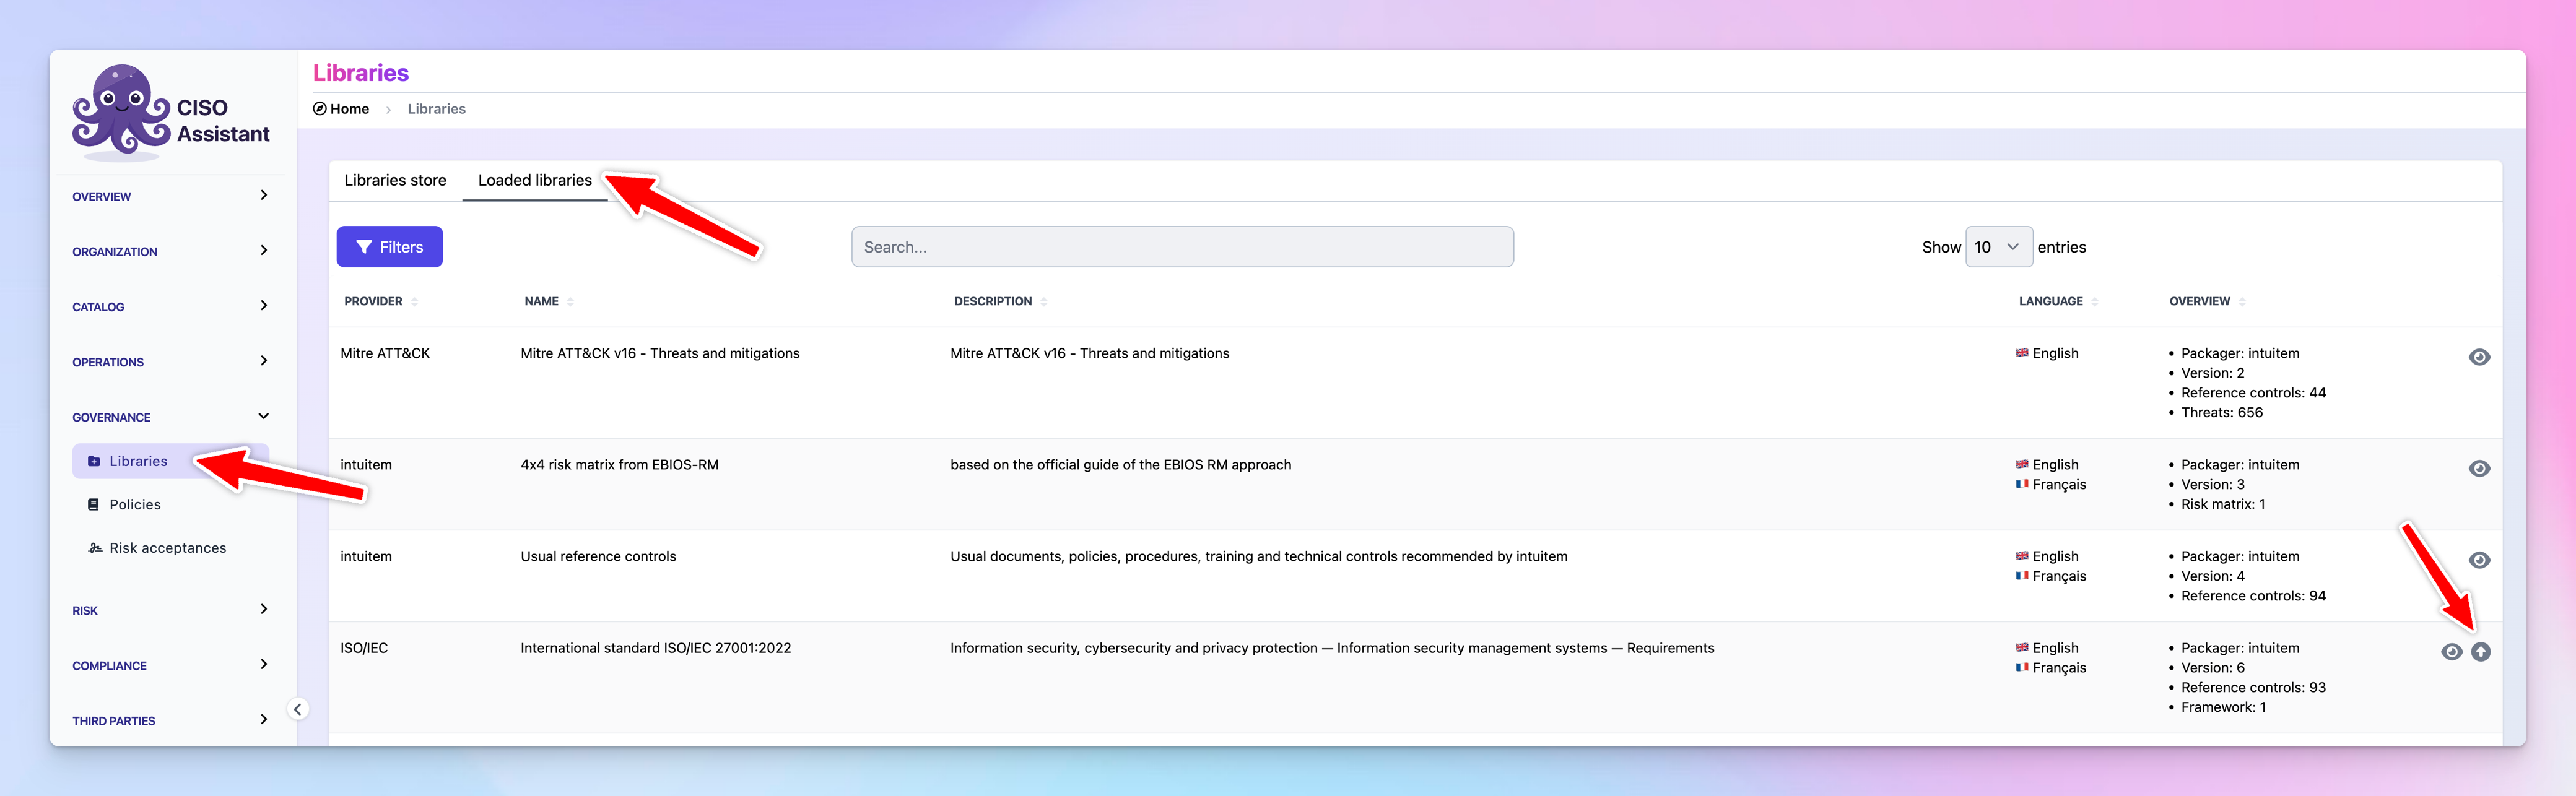 CISO
Assistant
OVERVIEW
ORGANIZATION
CATALOG
OPERATIONS
GOVERNANCE
Libraries
Policies
Risk acceptances
RISK
COMPLIANCE
THIRD PARTIES
Libraries
Home › Libraries
Libraries store Loaded libraries
Filters Search... Show 10 entries
PROVIDER NAME DESCRIPTION LANGUAGE OVERVIEW
Mitre ATT&CK Mitre ATT&CK v16 - Threats and mitigations Mitre ATT&CK v16 - Threats and mitigations English • Packager: intuitem
• Version: 2
• Reference controls: 44
• Threats: 656
intuitem 4x4 risk matrix from EBIOS-RM based on the official guide of the EBIOS RM approach English • Packager: intuitem
Français • Version: 3
• Risk matrix: 1
intuitem Usual reference controls Usual documents, policies, procedures, training and technical controls recommended by intuitem English • Packager: intuitem
Français • Version: 4
• Reference controls: 94
ISO/IEC International standard ISO/IEC 27001:2022 Information security, cybersecurity and privacy protection — Information security management systems — Requirements English • Packager: intuitem
Français • Version: 6
• Reference controls: 93
• Framework: 1